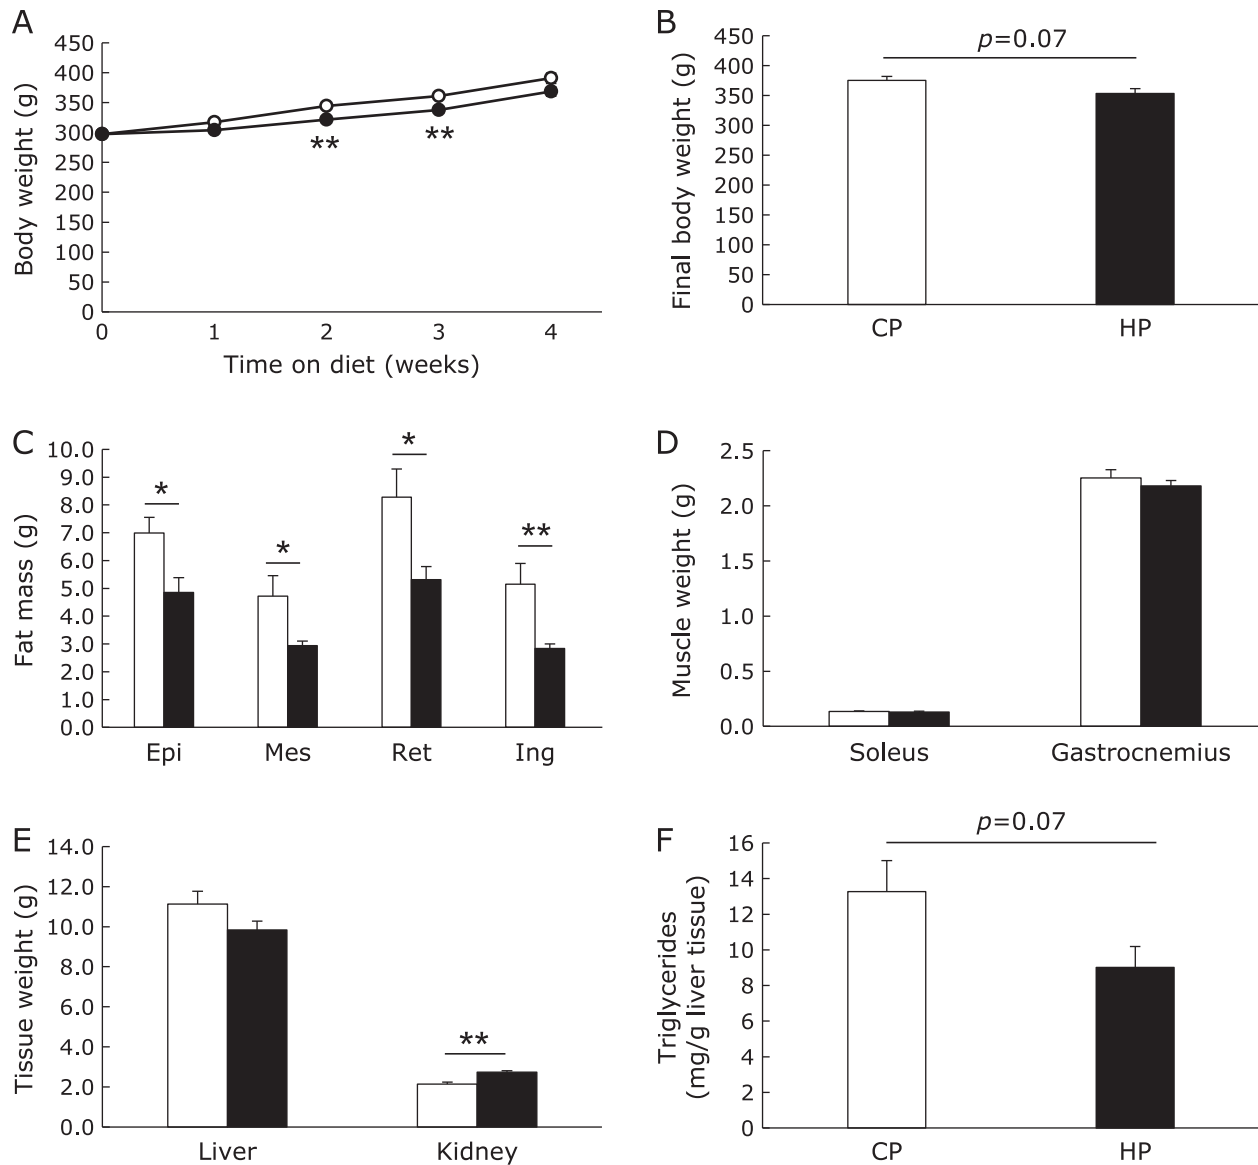 A
450
400
350
300
250
200
150
100
50
0
Body weight (g)
** **
0 1 2 3 4
Time on diet (weeks)
B
p=0.07
450
400
350
300
250
200
150
100
50
0
Final body weight (g)
CP HP
C
10.0
9.0
8.0
7.0
6.0
5.0
4.0
3.0
2.0
1.0
0.0
Fat mass (g)
* * * **
Epi Mes Ret Ing
D
2.5
2.0
1.5
1.0
0.5
0.0
Muscle weight (g)
Soleus Gastrocnemius
E
14.0
12.0
10.0
8.0
6.0
4.0
2.0
0.0
Tissue weight (g)
**
Liver Kidney
F
p=0.07
16
14
12
10
8
6
4
2
0
Triglycerides
(mg/g liver tissue)
CP HP